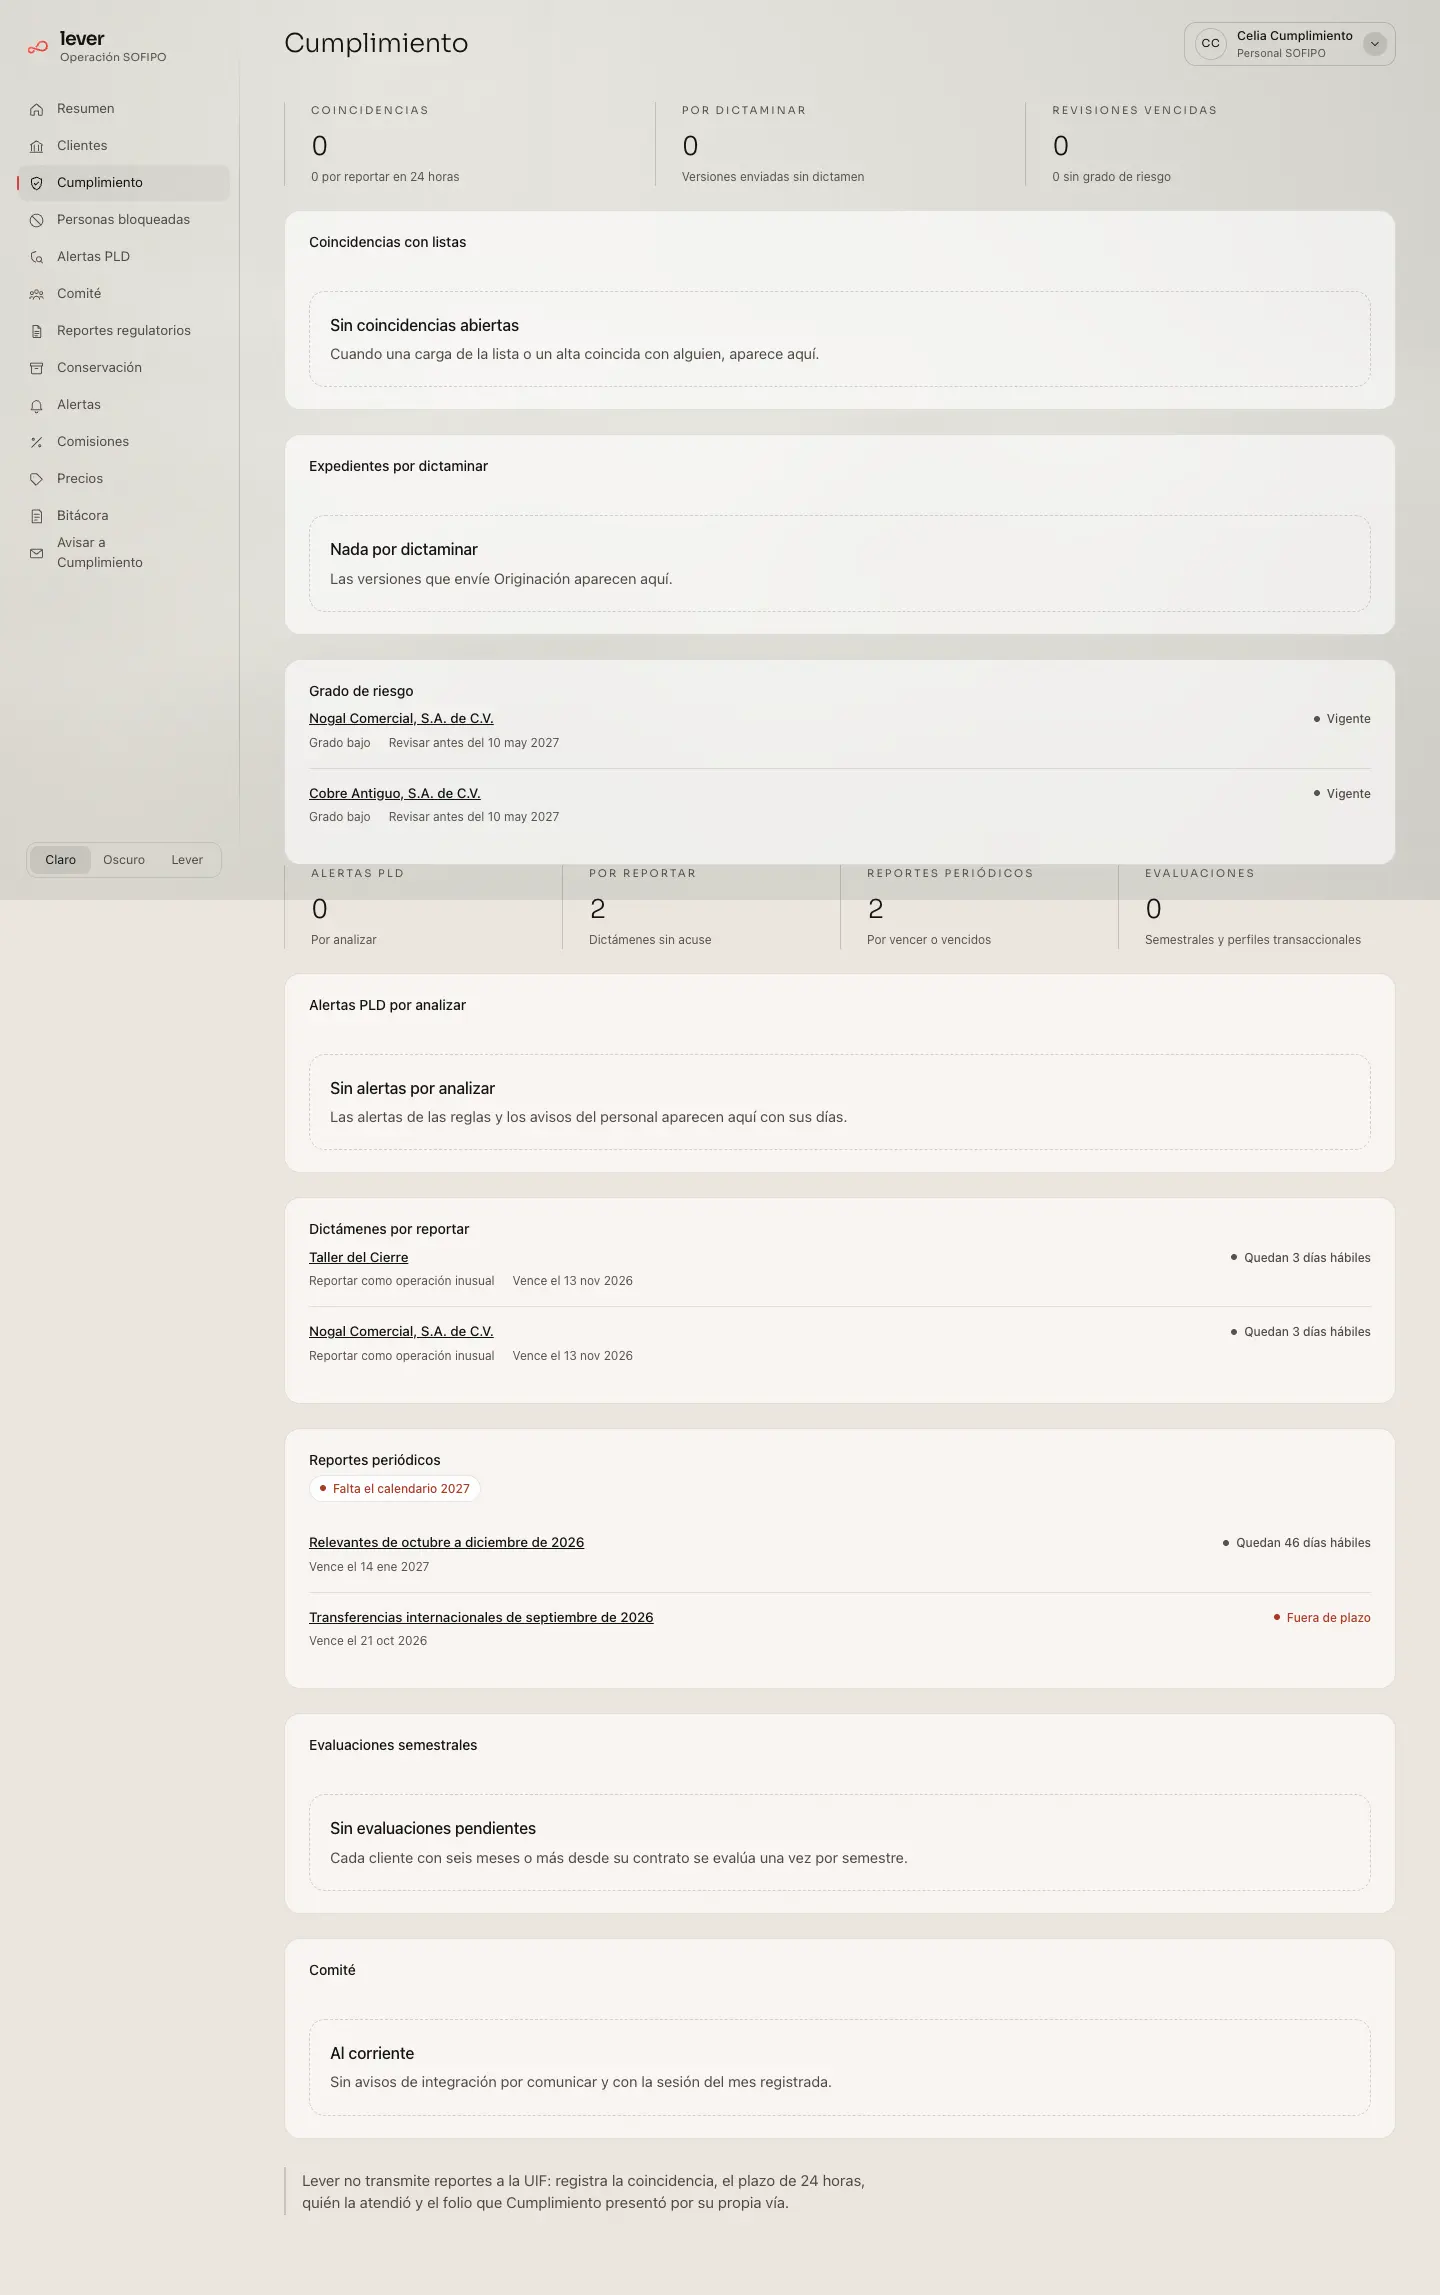 lever
Operación SOFIPO
Resumen
Clientes
Cumplimiento
Personas bloqueadas
Alertas PLD
Comité
Reportes regulatorios
Conservación
Alertas
Comisiones
Precios
Bitácora
Avisar a
Cumplimiento
Claro Oscuro Lever
Cumplimiento
CC
Celia Cumplimiento
Personal SOFIPO
COINCIDENCIAS
0
0 por reportar en 24 horas
POR DICTAMINAR
0
Versiones enviadas sin dictamen
REVISIONES VENCIDAS
0
0 sin grado de riesgo
Coincidencias con listas
Sin coincidencias abiertas
Cuando una carga de la lista o un alta coincida con alguien, aparece aquí.
Expedientes por dictaminar
Nada por dictaminar
Las versiones que envíe Originación aparecen aquí.
Grado de riesgo
Nogal Comercial, S.A. de C.V.
Vigente
Grado bajo Revisar antes del 10 may 2027
Cobre Antiguo, S.A. de C.V.
Vigente
Grado bajo Revisar antes del 10 may 2027
ALERTAS PLD
0
Por analizar
POR REPORTAR
2
Dictámenes sin acuse
REPORTES PERIÓDICOS
2
Por vencer o vencidos
EVALUACIONES
0
Semestrales y perfiles transaccionales
Alertas PLD por analizar
Sin alertas por analizar
Las alertas de las reglas y los avisos del personal aparecen aquí con sus días.
Dictámenes por reportar
Taller del Cierre
Quedan 3 días hábiles
Reportar como operación inusual Vence el 13 nov 2026
Nogal Comercial, S.A. de C.V.
Quedan 3 días hábiles
Reportar como operación inusual Vence el 13 nov 2026
Reportes periódicos
Falta el calendario 2027
Relevantes de octubre a diciembre de 2026
Quedan 46 días hábiles
Vence el 14 ene 2027
Transferencias internacionales de septiembre de 2026
Fuera de plazo
Vence el 21 oct 2026
Evaluaciones semestrales
Sin evaluaciones pendientes
Cada cliente con seis meses o más desde su contrato se evalúa una vez por semestre.
Comité
Al corriente
Sin avisos de integración por comunicar y con la sesión del mes registrada.
Lever no transmite reportes a la UIF: registra la coincidencia, el plazo de 24 horas,
quién la atendió y el folio que Cumplimiento presentó por su propia vía.